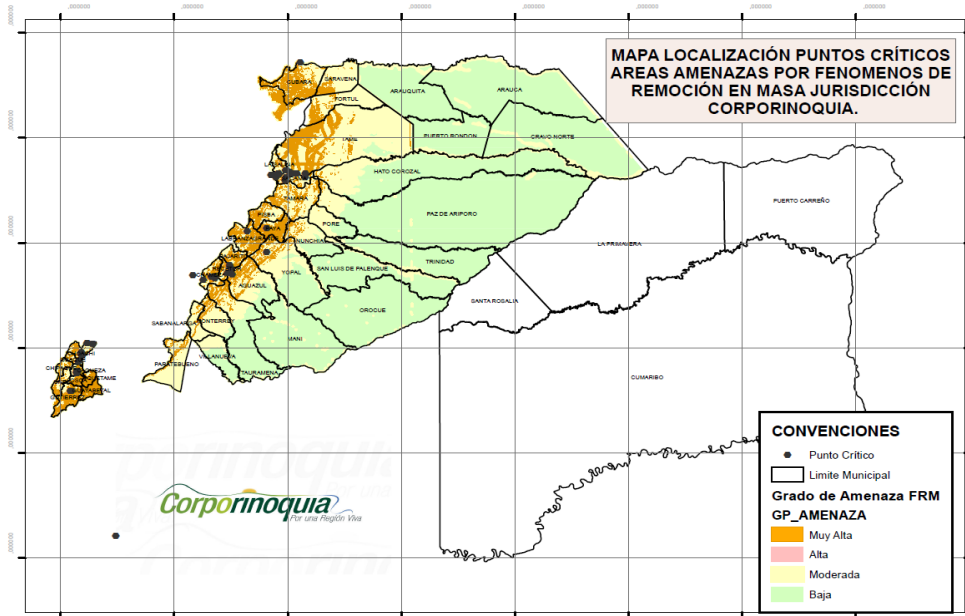 MAPA LOCALIZACIÓN PUNTOS CRÍTICOS
AREAS AMENAZAS POR FENOMENOS DE
REMOCIÓN EN MASA JURISDICCIÓN
CORPORINOQUIA.
CUBARÁ
SARAVENA
FORTUL
ARAUQUITA
ARAUCA
TAME
PUERTO RONDON
CRAVO NORTE
HATO COROZAL
TAMARA
PUERTO CARREÑO
PAZ DE ARIPORO
PORE
LA PRIMAVERA
TRINIDAD
SAN LUIS DE PALENQUE
YOPAL
AGUAZUL
SANTA ROSALIA
OROCUE
SABANALARGA
MONTERREY
MANI
VILLANUEVA
PARATEBUENO
TAURAMENA
CUMARIBO
CONVENCIONES
Punto Crítico
Limite Municipal
Grado de Amenaza FRM
GP_AMENAZA
Muy Alta
Alta
Moderada
Baja
Corporinoquia
Por una Región Viva